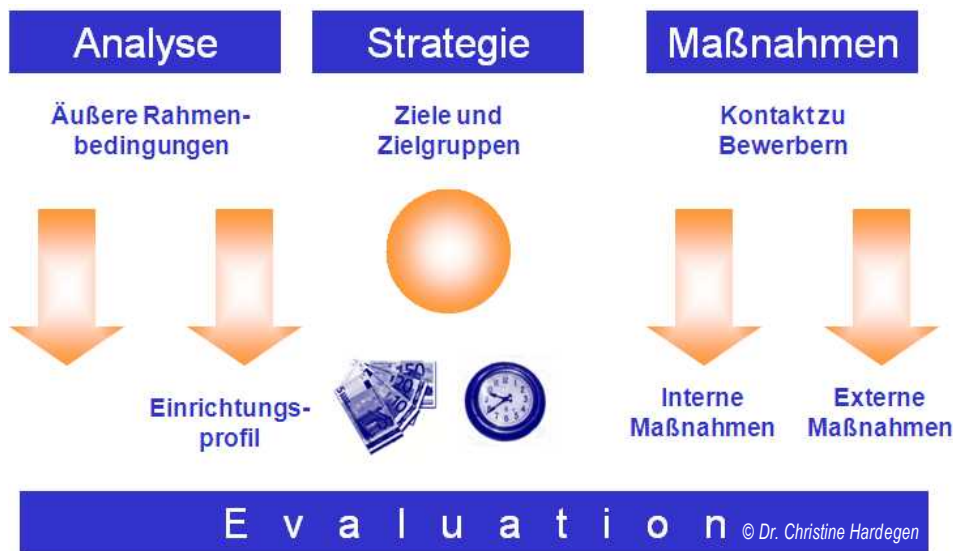 Analyse
Strategie
Maßnahmen
Äußere Rahmen-
bedingungen
Ziele und
Zielgruppen
Kontakt zu
Bewerbern
Einrichtungs-
profil
Interne
Maßnahmen
Externe
Maßnahmen
Evaluation
© Dr. Christine Hardegen